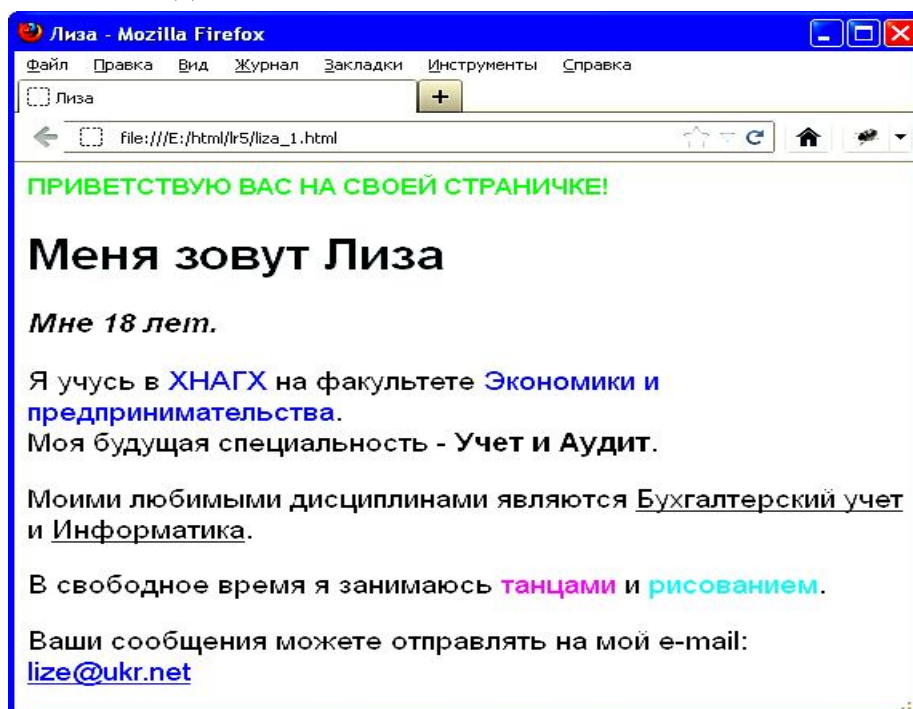 Лиза - Mozilla Firefox
Файл Правка Вид Журнал Закладки Инструменты Справка
Лиза
file:///E:/html/lr5/liza_1.html
ПРИВЕТСТВУЮ ВАС НА СВОЕЙ СТРАНИЧКЕ!
Меня зовут Лиза
Мне 18 лет.
Я учусь в ХНАГХ на факультете Экономики и
предпринимательства.
Моя будущая специальность - Учет и Аудит.
Моими любимыми дисциплинами являются Бухгалтерский учет
и Информатика.
В свободное время я занимаюсь танцами и рисованием.
Ваши сообщения можете отправлять на мой e-mail:
lize@ukr.net